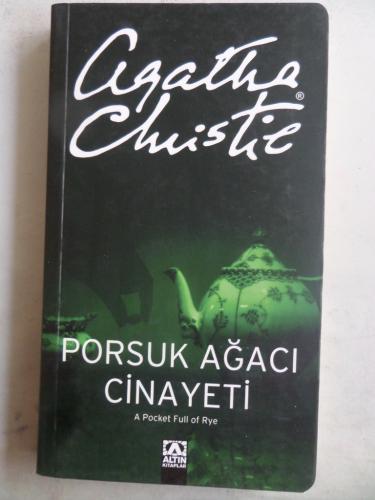 Agatha
Christie®
PORSUK AĞACI
CİNAYETİ
A Pocket Full of Rye
ALTIN
KİTAPLAR